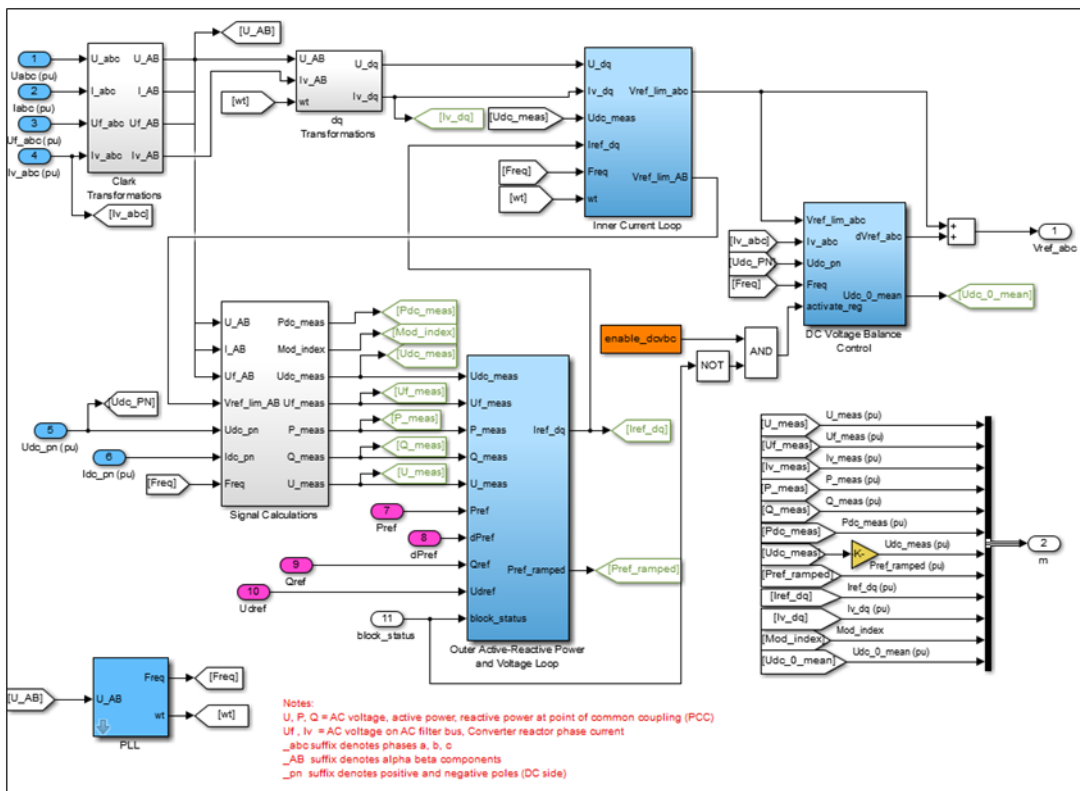 [U_AB]
1
Uabc (pu)
2
Iabc (pu)
3
Uf_abc (pu)
4
Iv_abc (pu)
U_abc U_AB
I_abc I_AB
Uf_abc Uf_AB
Iv_abc Iv_AB
Clark
Transformations
[Iv_abc]
U_AB
Iv_AB
wt
U_dq
Iv_dq
dq
Transformations
[wt]
[Iv_dq]
[Udc_meas]
[Freq]
[wt]
U_dq
Iv_dq
Udc_meas
Iref_dq
Freq
wt
Vref_lim_abc
Vref_lim_AB
Inner Current Loop
[Iv_abc]
[Udc_PN]
[Freq]
Vref_lim_abc
Iv_abc
Udc_pn
Freq
activate_reg
dVref_abc
Udc_0_mean
DC Voltage Balance
Control
+
+
1
Vref_abc
[Udc_0_mean]
enable_dcvbc
NOT
AND
[Udc_PN]
5
Udc_pn (pu)
6
Idc_pn (pu)
[Freq]
U_AB
I_AB
Uf_AB
Vref_lim_AB
Udc_pn
Idc_pn
Freq
Pdc_meas
Mod_index
Udc_meas
Uf_meas
P_meas
Q_meas
U_meas
Signal Calculations
[Pdc_meas]
[Mod_index]
[Udc_meas]
[Uf_meas]
[P_meas]
[Q_meas]
[U_meas]
7
Pref
8
dPref
9
Qref
10
Udref
11
block_status
Udc_meas
Uf_meas
P_meas
Q_meas
U_meas
Pref
dPref
Qref
Udref
block_status
Iref_dq
Pref_ramped
Outer Active-Reactive Power
and Voltage Loop
[Iref_dq]
[Pref_ramped]
[U_meas] U_meas (pu)
[Uf_meas] Uf_meas (pu)
[Iv_meas] Iv_meas (pu)
[P_meas] P_meas (pu)
[Q_meas] Q_meas (pu)
[Pdc_meas] Pdc_meas (pu)
[Udc_meas] K- Udc_meas (pu)
[Pref_ramped] Pref_ramped (pu)
[Iref_dq] Iref_dq (pu)
[Iv_dq] Iv_dq (pu)
[Mod_index] Mod_index
[Udc_0_mean] Udc_0_mean (pu)
2
m
[U_AB]
U_AB
Freq
wt
PLL
[Freq]
[wt]
Notes:
U, P, Q = AC voltage, active power, reactive power at point of common coupling (PCC)
Uf , Iv = AC voltage on AC filter bus, Converter reactor phase current
_abc suffix denotes phases a, b, c
_AB suffix denotes alpha beta components
_pn suffix denotes positive and negative poles (DC side)